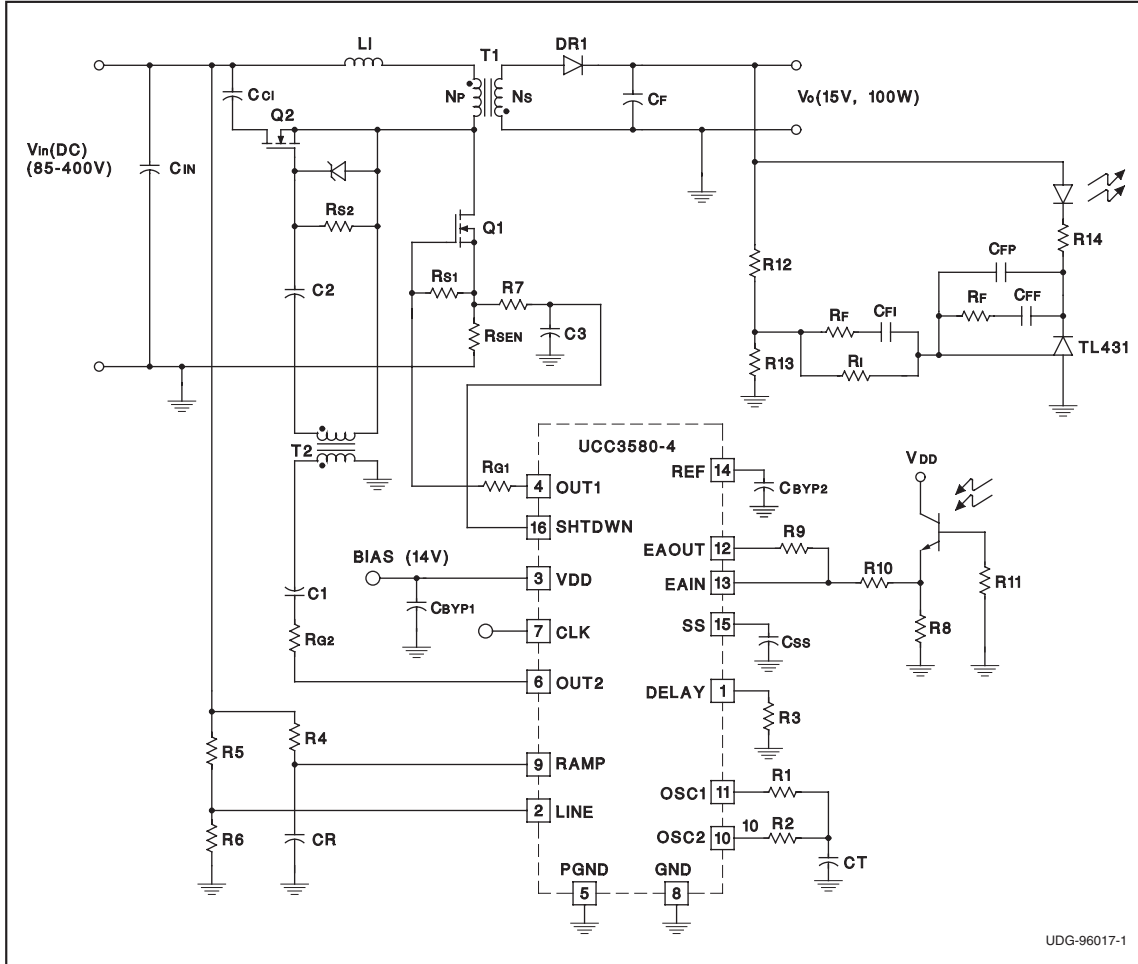 LI
T1
DR1
CCI
NP
NS
CF
Vo(15V, 100W)
Q2
Vin(DC)
(85-400V)
CIN
RS2
Q1
R14
C2
RS1
R7
R12
CFP
RF
CFF
C3
RSEN
RF
CFI
R13
RI
TL431
T2
UCC3580-4
REF
14
VDD
RG1
4
OUT1
CBYP2
16
SHTDWN
R9
EAOUT
12
BIAS (14V)
R10
3
VDD
EAIN
13
R11
C1
CBYP1
SS
15
R8
7
CLK
CSS
RG2
6
OUT2
DELAY
1
R3
R4
R5
9
RAMP
R1
OSC1
11
2
LINE
10
R2
OSC2
10
R6
CR
CT
PGND
GND
5
8
UDG-96017-1